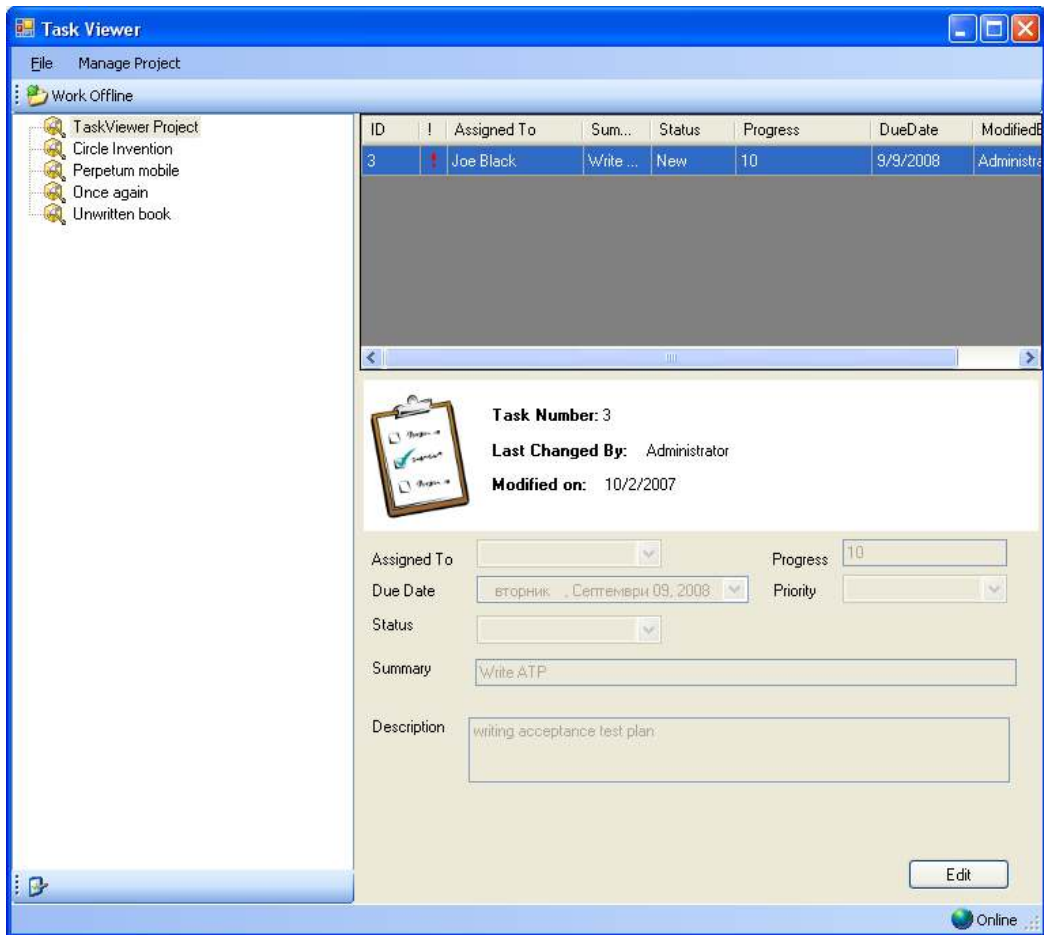 Task Viewer
File Manage Project
Work Offline
TaskViewer Project
Circle Invention
Perpetum mobile
Once again
Unwritten book
ID ! Assigned To Sum... Status Progress DueDate ModifiedB
3 ! Joe Black Write ... New 10 9/9/2008 Administra
Task Number: 3
Last Changed By: Administrator
Modified on: 10/2/2007
Assigned To Progress 10
Due Date вторник , Септември 09, 2008 Priority
Status
Summary Write ATP
Description writing acceptance test plan
Edit
Online